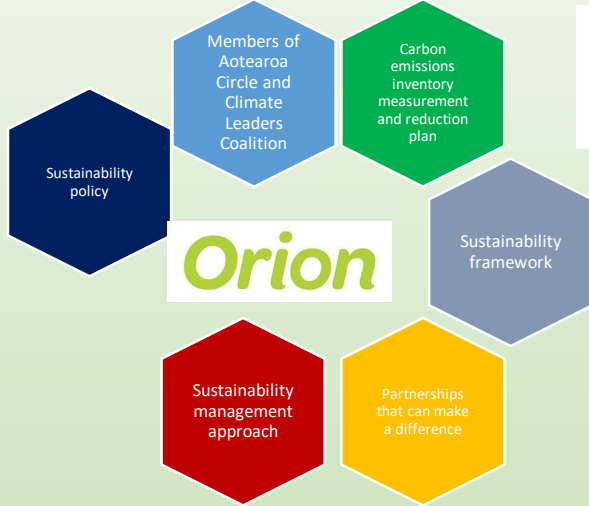 Members of
Aotearoa
Circle and
Climate
Leaders
Coalition
Carbon
emissions
inventory
measurement
and reduction
plan
Sustainability
policy
Sustainability
framework
Orion
Sustainability
management
approach
Partnerships
that can make
a difference